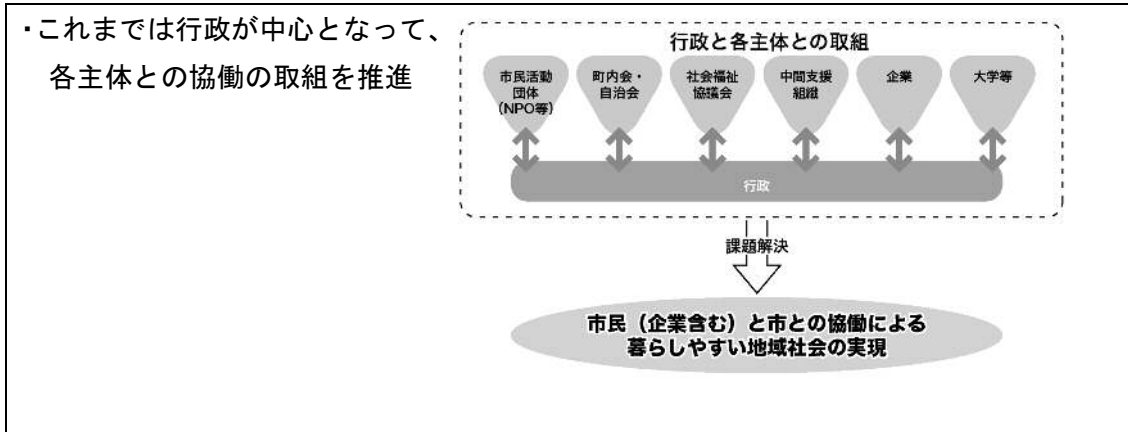 ・これまでは行政が中心となって、
各主体との協働の取組を推進
行政と各主体との取組
市民活動
団体
（NPO等）
町内会・
自治会
社会福祉
協議会
中間支援
組織
企業
大学等
行政
課題解決
市民（企業含む）と市との協働による
暮らしやすい地域社会の実現